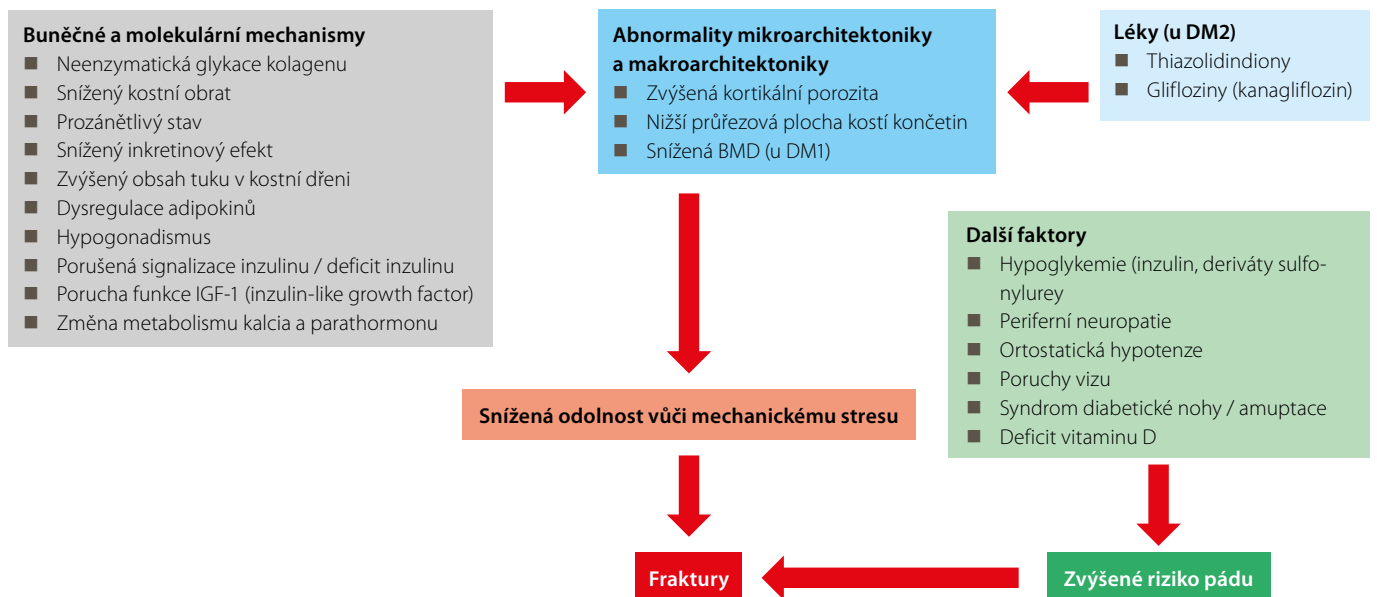 Buněčné a molekulární mechanismy
Neenzymatická glykace kolagenu
Snížený kostní obrat
Prozánětlivý stav
Snížený inkretinový efekt
Zvýšený obsah tuku v kostní dřeni
Dysregulace adipokinů
Hypogonadismus
Porušená signalizace inzulinu / deficit inzulinu
Porucha funkce IGF-1 (inzulin-like growth factor)
Změna metabolismu kalcia a parathormonu
Abnormality mikroarchitektoniky
a makroarchitektoniky
Zvýšená kortikální porozita
Nižší průřezová plocha kostí končetin
Snížená BMD (u DM1)
Léky (u DM2)
Thiazolidindiony
Glifloziny (kanagliflozin)
Další faktory
Hypoglykemie (inzulin, deriváty sulfo-
nylurey
Periferní neuropatie
Ortostatická hypotenze
Poruchy vizu
Syndrom diabetické nohy / amuptace
Deficit vitaminu D
Snížená odolnost vůči mechanickému stresu
Fraktury
Zvýšené riziko pádu